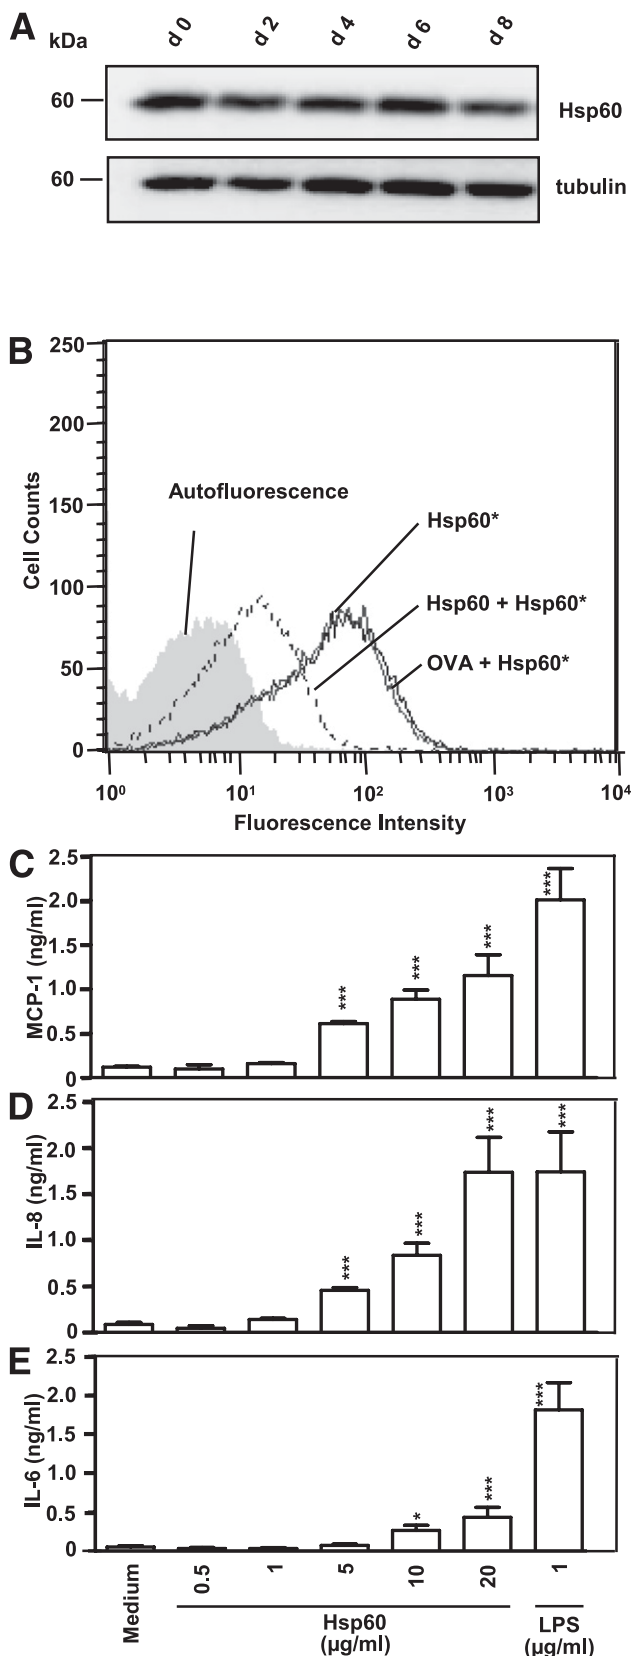 A
kDa
d 0
d 2
d 4
d 6
d 8
60
Hsp60
60
tubulin
B
250
200
150
100
50
0
Cell Counts
Autofluorescence
Hsp60*
Hsp60 + Hsp60*
OVA + Hsp60*
10⁰
10¹
10²
10³
10⁴
Fluorescence Intensity
C
2.5
2.0
1.5
1.0
0.5
0
MCP-1 (ng/ml)
***
***
***
***
D
2.5
2.0
1.5
1.0
0.5
0
IL-8 (ng/ml)
***
***
***
***
E
2.5
2.0
1.5
1.0
0.5
0
IL-6 (ng/ml)
*
***
***
Medium
0.5
1
5
10
20
1
Hsp60
(µg/ml)
LPS
(µg/ml)